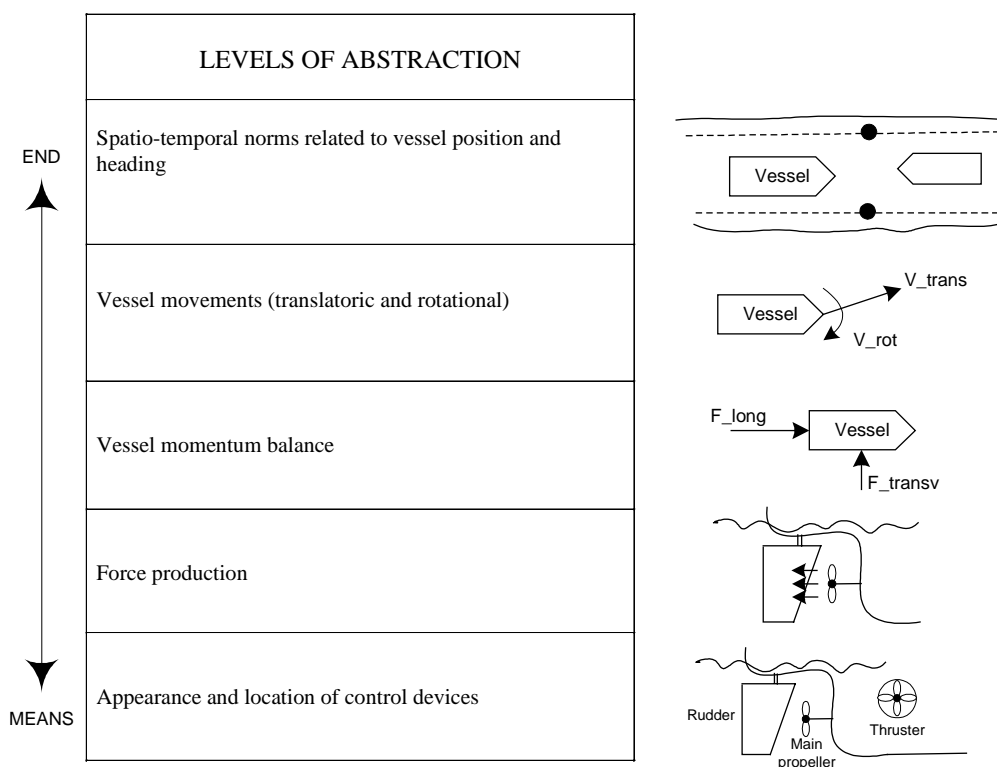 LEVELS OF ABSTRACTION
END
Spatio-temporal norms related to vessel position and
heading
Vessel
Vessel movements (translatoric and rotational)
V_trans
Vessel
V_rot
Vessel momentum balance
F_long
Vessel
F_transv
Force production
MEANS
Appearance and location of control devices
Rudder
Main
propeller
Thruster